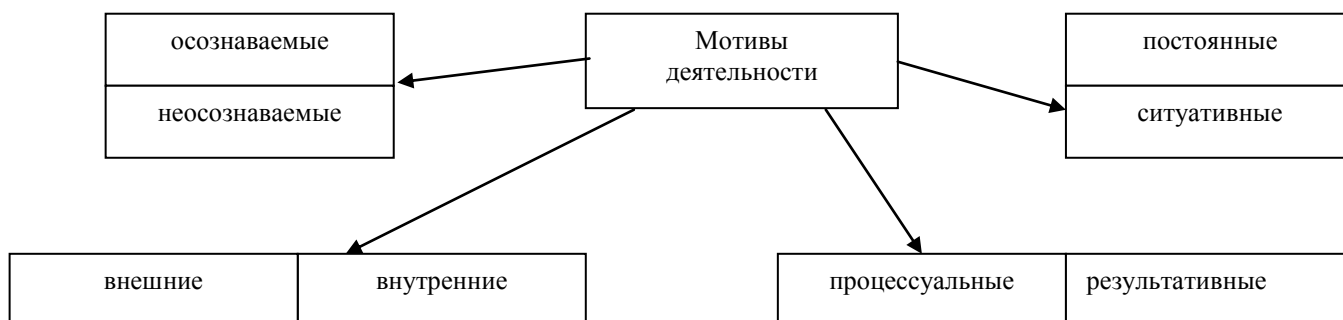 осознаваемые
неосознаваемые
Мотивы
деятельности
постоянные
ситуативные
внешние
внутренние
процессуальные
результативные